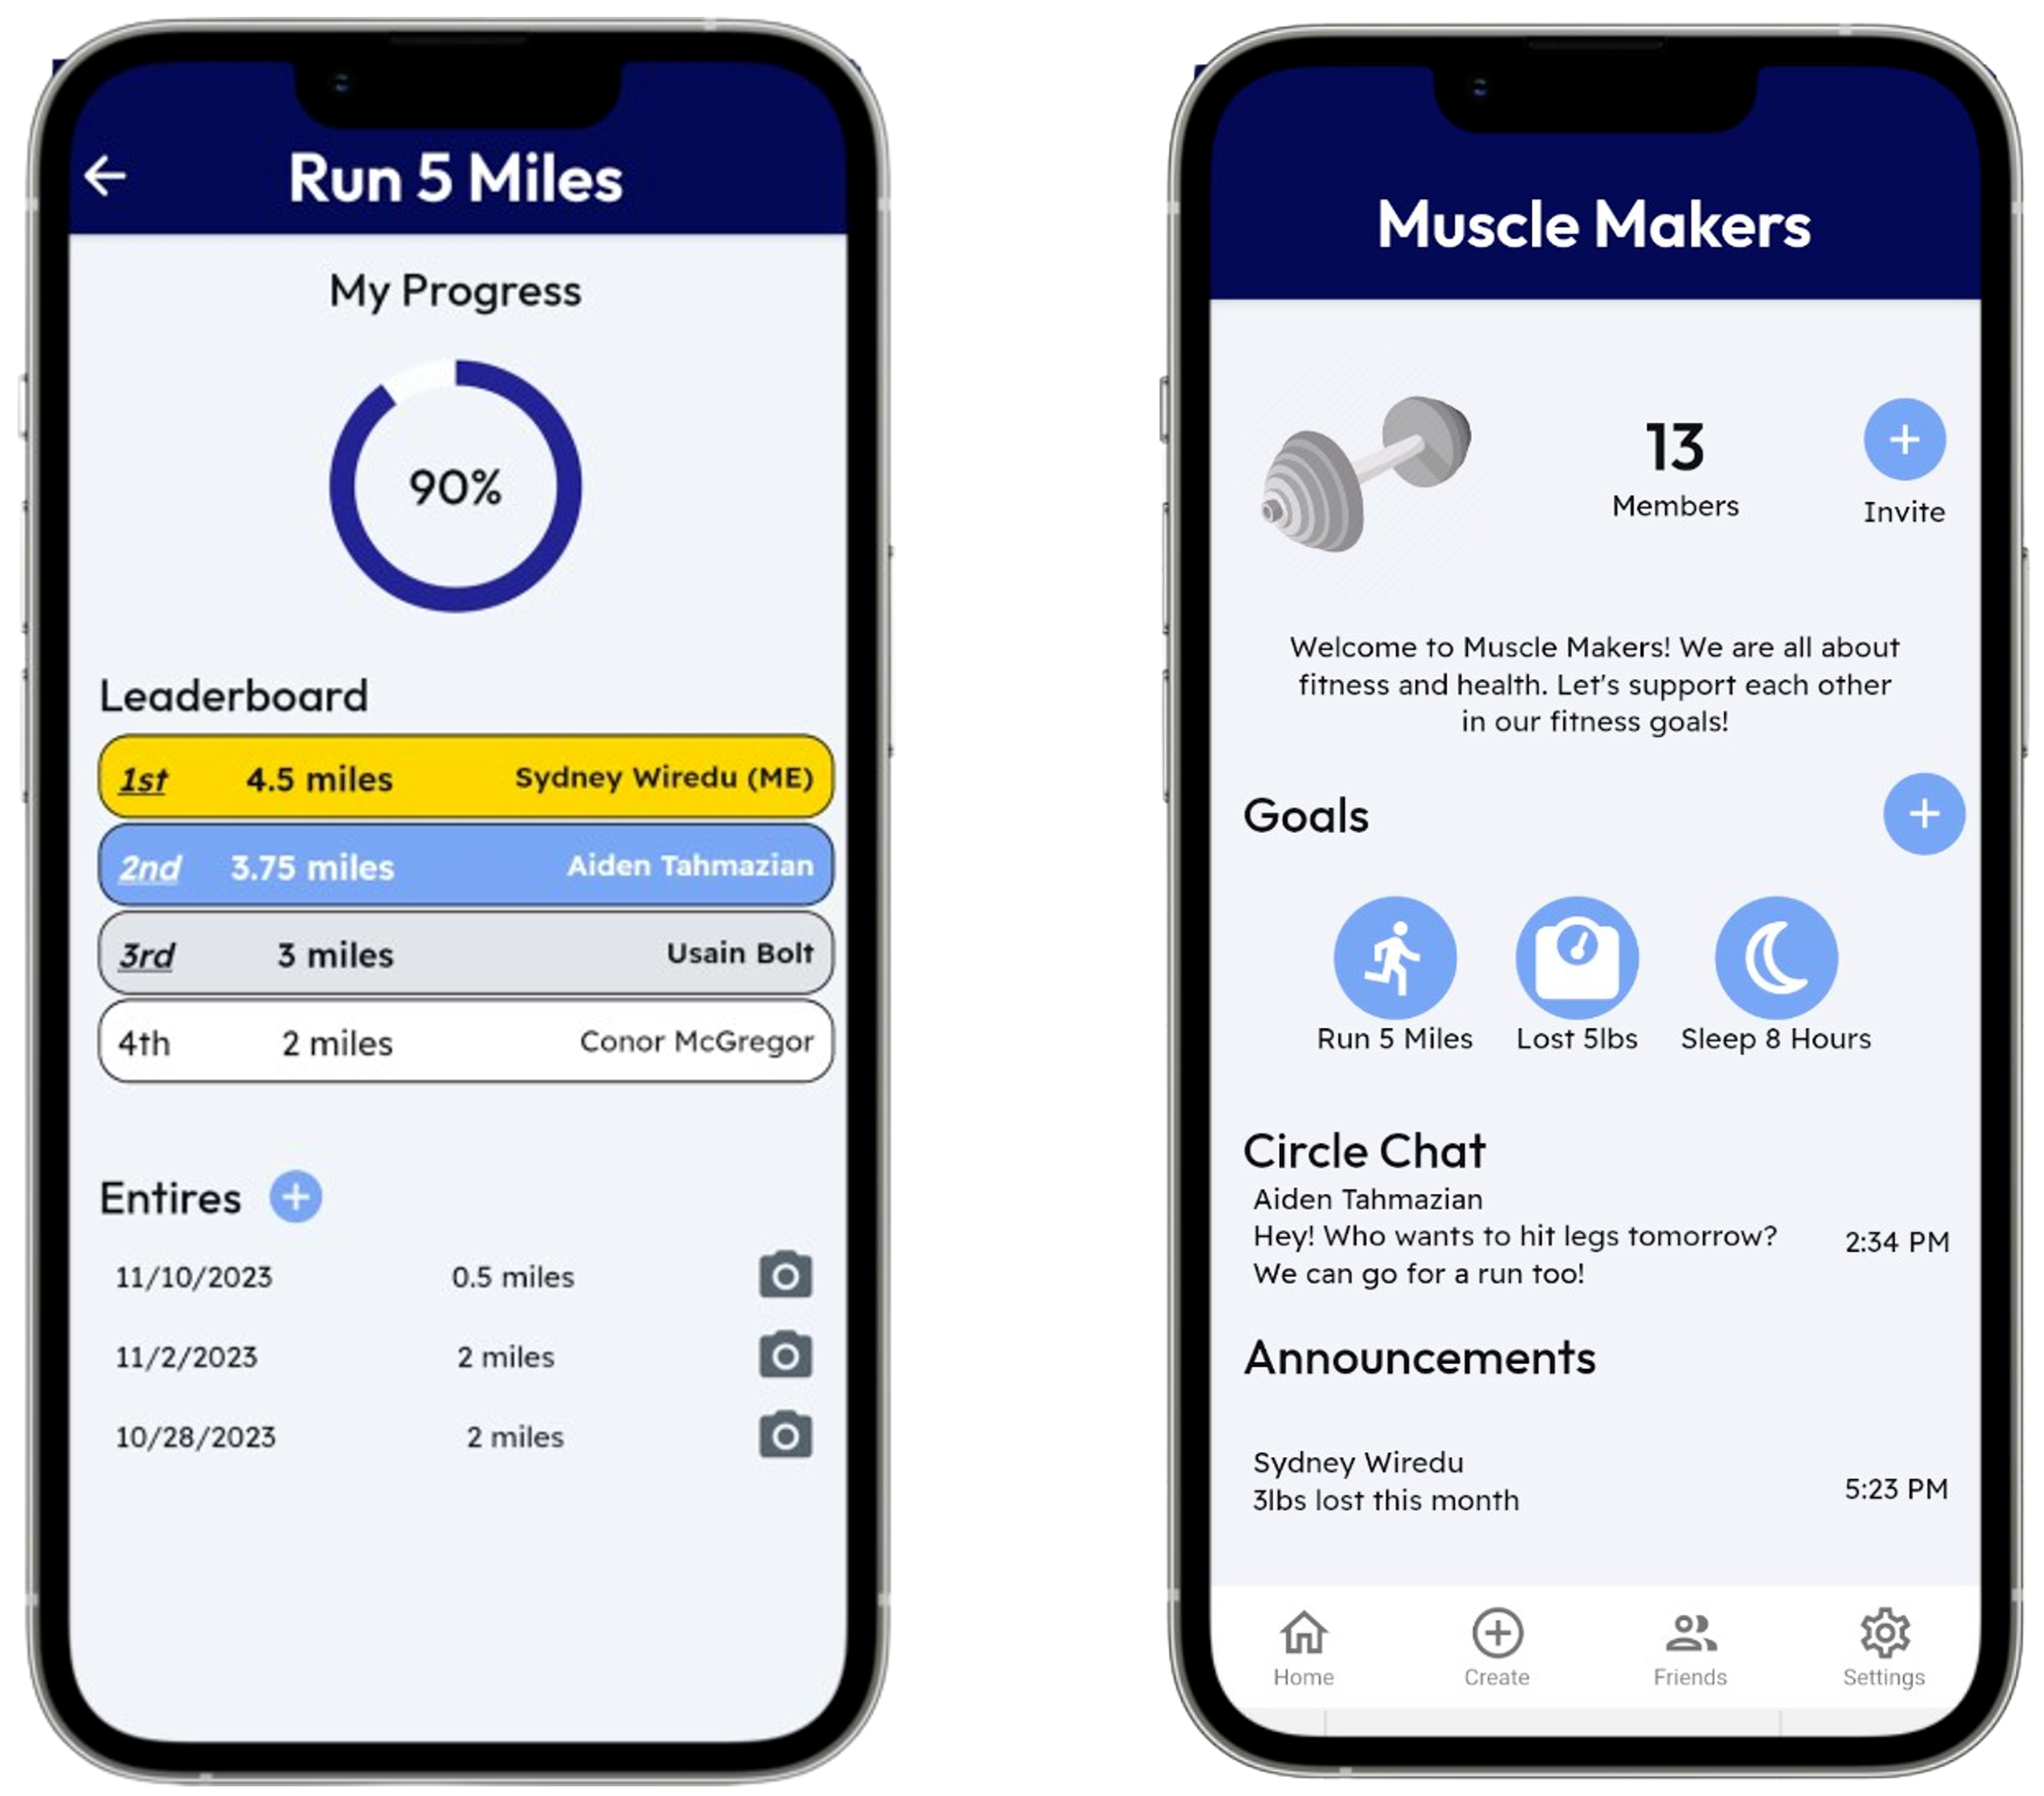 Run 5 Miles
My Progress
90%
Leaderboard
1st 4.5 miles Sydney Wiredu (ME)
2nd 3.75 miles Aiden Tahmazian
3rd 3 miles Usain Bolt
4th 2 miles Conor McGregor
Entires
11/10/2023 0.5 miles
11/2/2023 2 miles
10/28/2023 2 miles
Muscle Makers
13
Members
Invite
Welcome to Muscle Makers! We are all about
fitness and health. Let's support each other
in our fitness goals!
Goals
Run 5 Miles Lost 5lbs Sleep 8 Hours
Circle Chat
Aiden Tahmazian
Hey! Who wants to hit legs tomorrow?
We can go for a run too!
2:34 PM
Announcements
Sydney Wiredu
3lbs lost this month
5:23 PM
Home Create Friends Settings